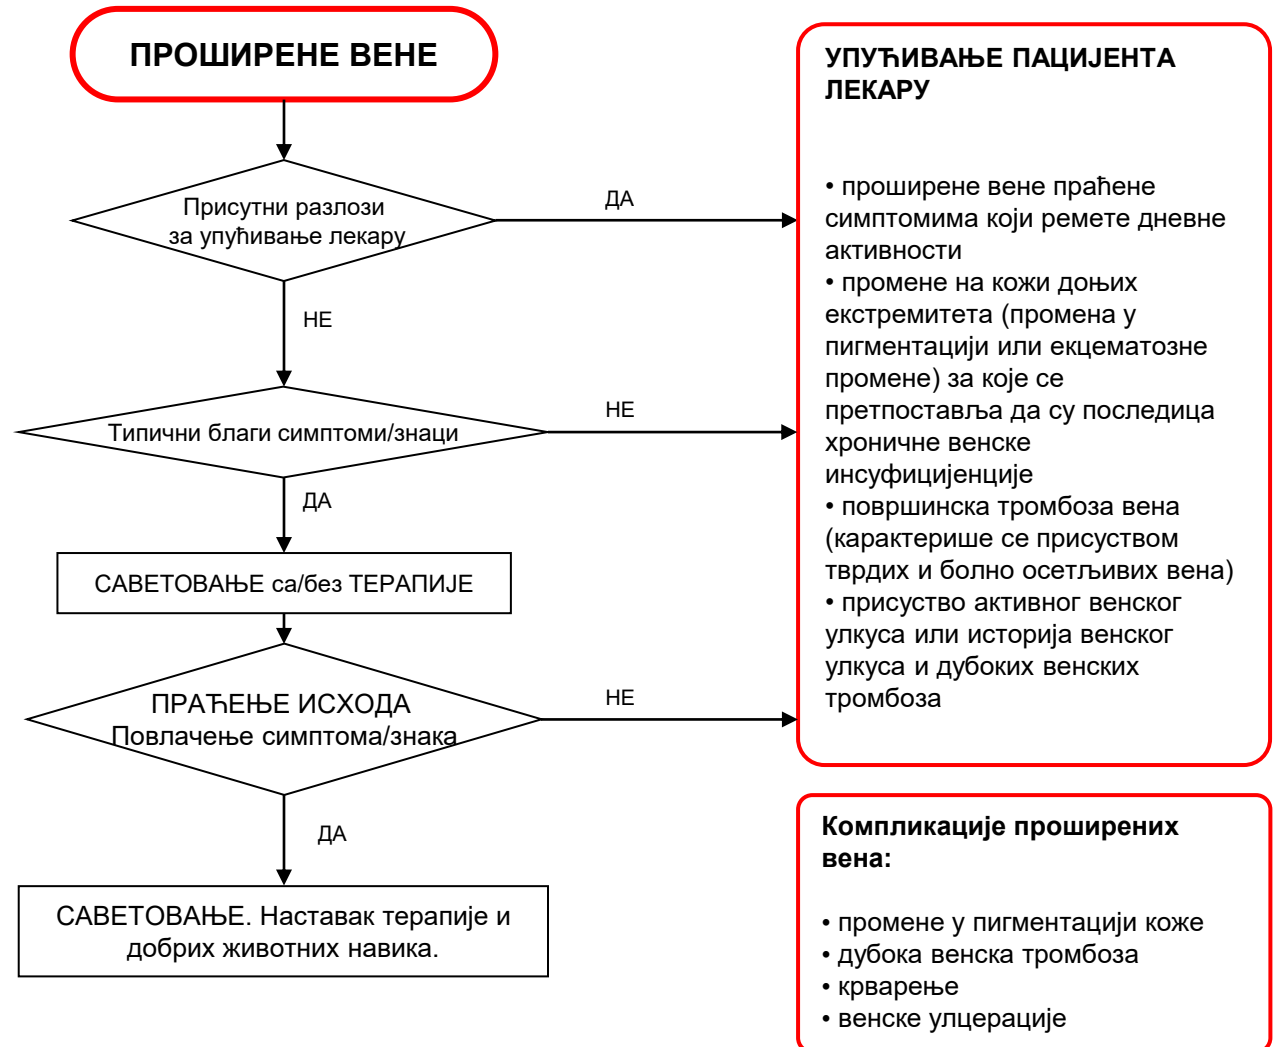 ПРОШИРЕНЕ ВЕНЕ
Присутни разлози
за упућивање лекару
ДА
НЕ
Типични благи симптоми/знаци
НЕ
ДА
САВЕТОВАЊЕ са/без ТЕРАПИЈЕ
ПРАЋЕЊЕ ИСХОДА
Повлачење симптома/знака
НЕ
ДА
САВЕТОВАЊЕ. Наставак терапије и
добрих животних навика.
УПУЋИВАЊЕ ПАЦИЈЕНТА
ЛЕКАРУ
• проширене вене праћене
симптомима који ремете дневне
активности
• промене на кожи доњих
екстремитета (промена у
пигментацији или екцематозне
промене) за које се
претпоставља да су последица
хроничне венске
инсуфицијенције
• површинска тромбоза вена
(карактерише се присуством
тврдих и болно осетљивих вена)
• присуство активног венског
улкуса или историја венског
улкуса и дубоких венских
тромбоза
Компликације проширених
вена:
• промене у пигментацији коже
• дубока венска тромбоза
• крварење
• венске улцерације